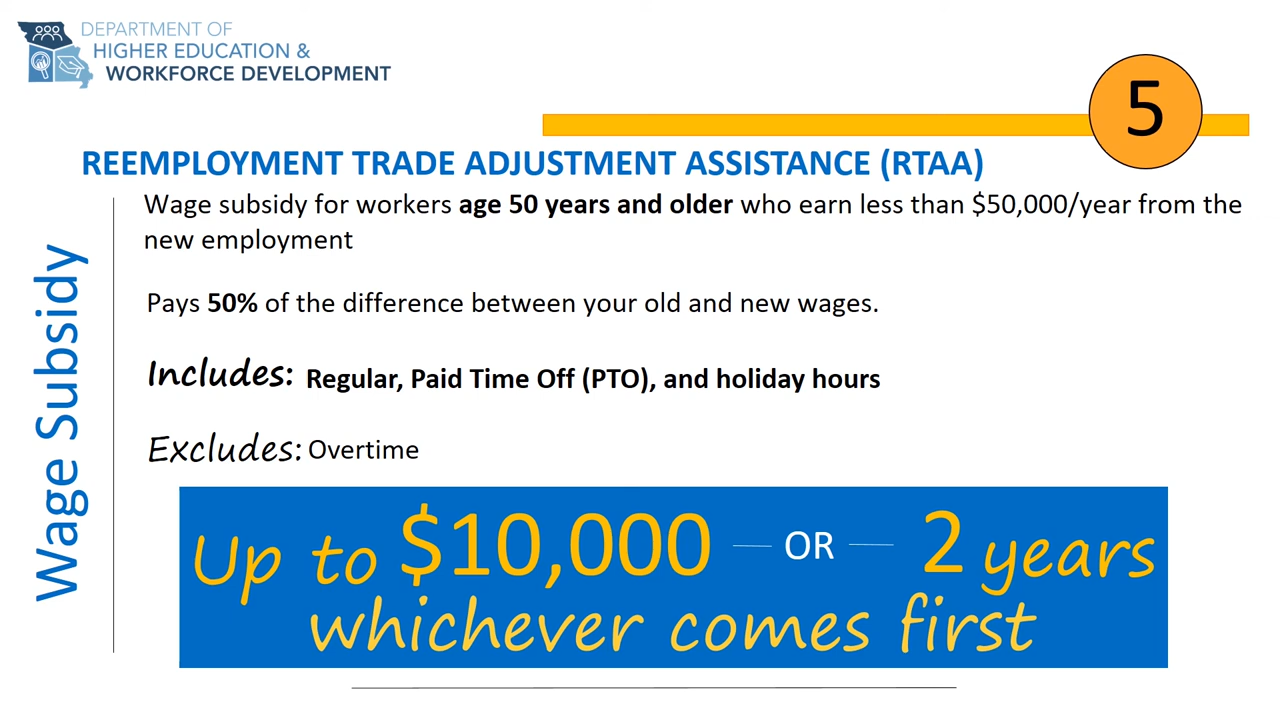 DEPARTMENT OF
HIGHER EDUCATION &
WORKFORCE DEVELOPMENT
5
REEMPLOYMENT TRADE ADJUSTMENT ASSISTANCE (RTAA)
Wage Subsidy
Wage subsidy for workers age 50 years and older who earn less than $50,000/year from the
new employment
Pays 50% of the difference between your old and new wages.
Includes: Regular, Paid Time Off (PTO), and holiday hours
Excludes: Overtime
Up to $10,000 OR 2 years
whichever comes first